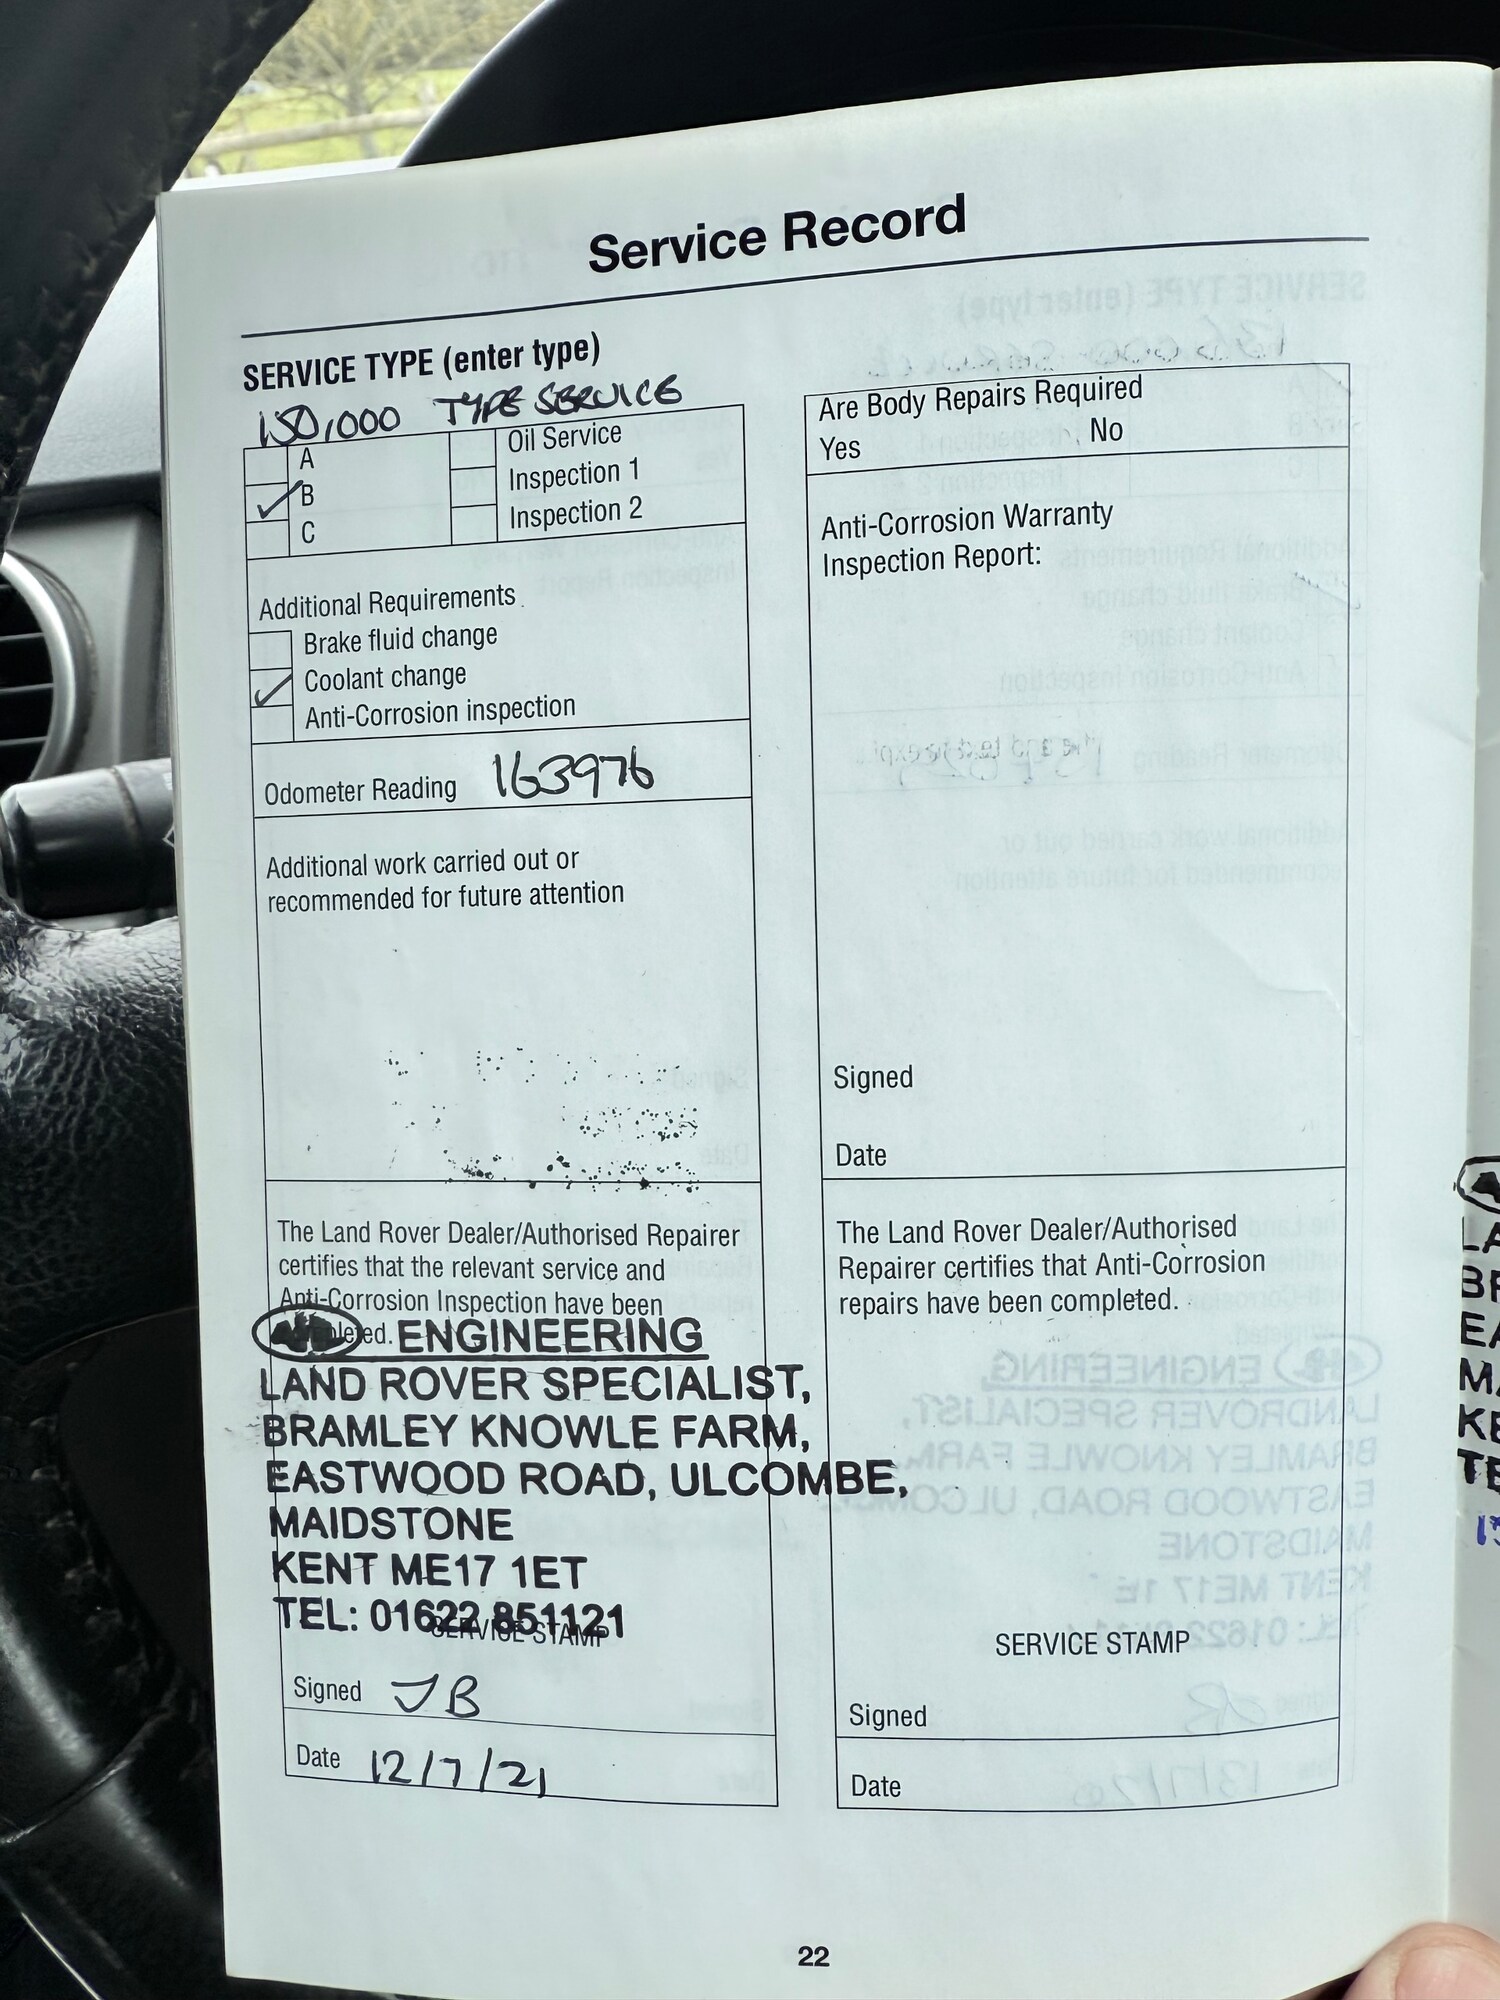 Service Record
SERVICE TYPE (enter type)
150,000 TYPE SERVICE
A
B
C
Oil Service
Inspection 1
Inspection 2
Additional Requirements
Brake fluid change
Coolant change
Anti-Corrosion inspection
Odometer Reading 163976
Additional work carried out or
recommended for future attention
The Land Rover Dealer/Authorised Repairer
certifies that the relevant service and
Anti-Corrosion Inspection have been
completed.
ENGINEERING
LAND ROVER SPECIALIST,
BRAMLEY KNOWLE FARM,
EASTWOOD ROAD, ULCOMBE,
MAIDSTONE
KENT ME17 1ET
TEL: 01622 851121
SERVICE STAMP
Signed JB
Date 12/7/21
Are Body Repairs Required
Yes No
Anti-Corrosion Warranty
Inspection Report:
Signed
Date
The Land Rover Dealer/Authorised
Repairer certifies that Anti-Corrosion
repairs have been completed.
SERVICE STAMP
Signed
Date
22